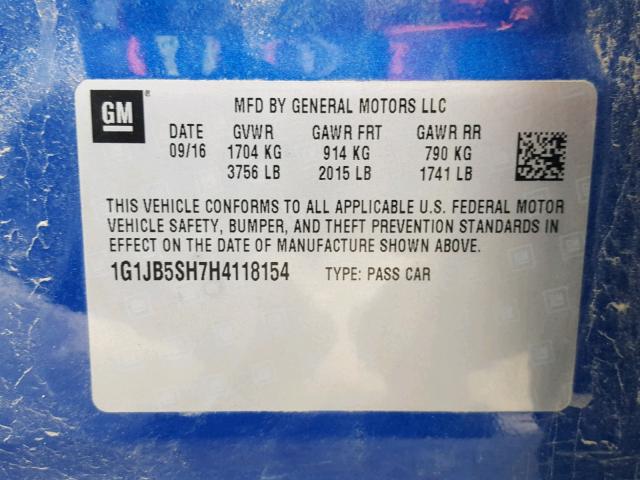 GM ®
MFD BY GENERAL MOTORS LLC
DATE GVWR GAWR FRT GAWR RR
09/16 1704 KG 914 KG 790 KG
3756 LB 2015 LB 1741 LB
THIS VEHICLE CONFORMS TO ALL APPLICABLE U.S. FEDERAL MOTOR
VEHICLE SAFETY, BUMPER, AND THEFT PREVENTION STANDARDS IN
EFFECT ON THE DATE OF MANUFACTURE SHOWN ABOVE.
1G1JB5SH7H4118154 TYPE: PASS CAR